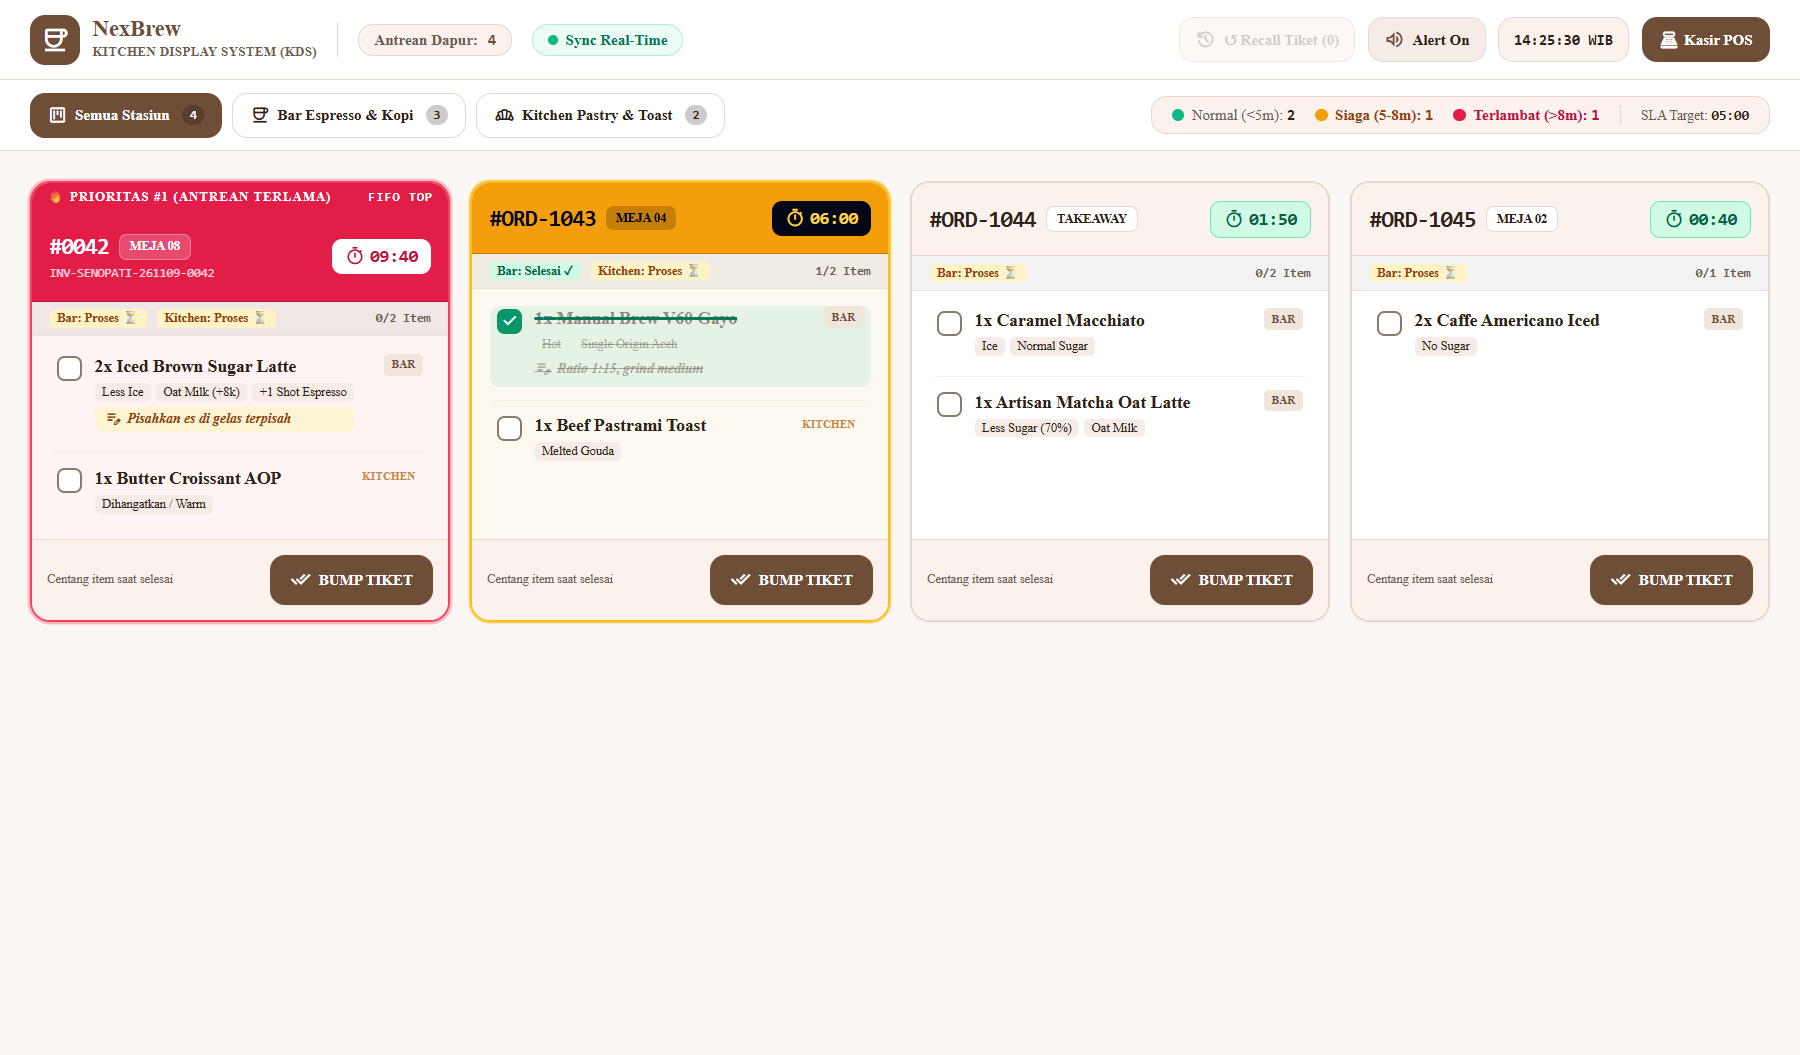 NexBrew
KITCHEN DISPLAY SYSTEM (KDS)
Antrean Dapur: 4
Sync Real-Time
↺ Recall Tiket (0)
Alert On
14:25:30 WIB
Kasir POS
Semua Stasiun 4
Bar Espresso & Kopi 3
Kitchen Pastry & Toast 2
Normal (<5m): 2
Siaga (5-8m): 1
Terlambat (>8m): 1
SLA Target: 05:00
🔥 PRIORITAS #1 (ANTREAN TERLAMA) FIFO TOP
#0042 MEJA 08
INV-SENOPATI-261109-0042
09:40
Bar: Proses ⏳ Kitchen: Proses ⏳ 0/2 Item
2x Iced Brown Sugar Latte BAR
Less Ice Oat Milk (+8k) +1 Shot Espresso
Pisahkan es di gelas terpisah
1x Butter Croissant AOP KITCHEN
Dihangatkan / Warm
Centang item saat selesai BUMP TIKET
#ORD-1043 MEJA 04 06:00
Bar: Selesai ✓ Kitchen: Proses ⏳ 1/2 Item
1x Manual Brew V60 Gayo BAR
Hot Single Origin Aceh
Ratio 1:15, grind medium
1x Beef Pastrami Toast KITCHEN
Melted Gouda
Centang item saat selesai BUMP TIKET
#ORD-1044 TAKEAWAY 01:50
Bar: Proses ⏳ 0/2 Item
1x Caramel Macchiato BAR
Ice Normal Sugar
1x Artisan Matcha Oat Latte BAR
Less Sugar (70%) Oat Milk
Centang item saat selesai BUMP TIKET
#ORD-1045 MEJA 02 00:40
Bar: Proses ⏳ 0/1 Item
2x Caffe Americano Iced BAR
No Sugar
Centang item saat selesai BUMP TIKET